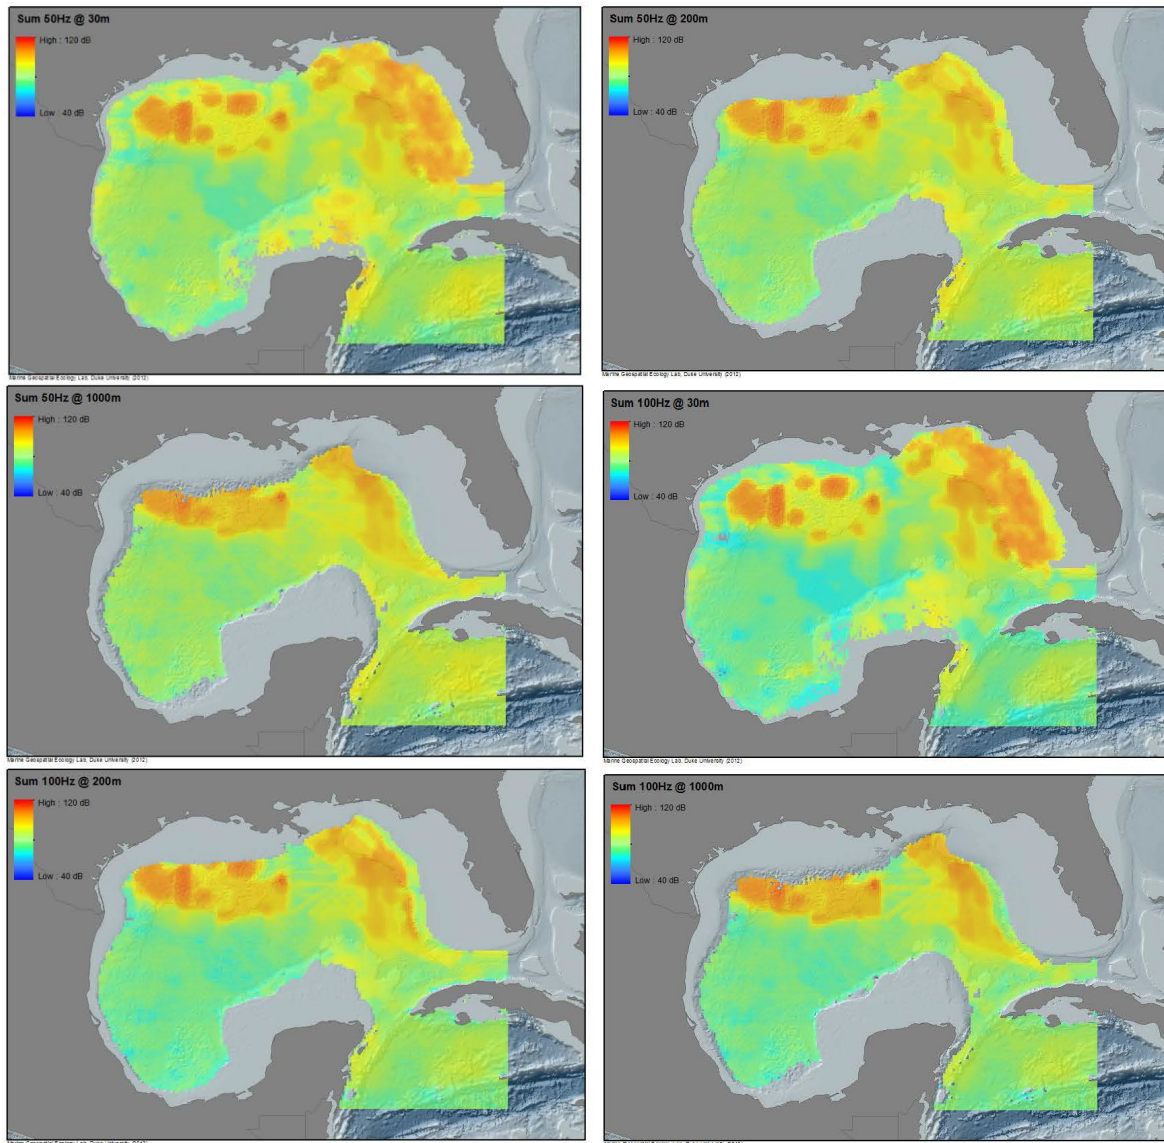 Sum 50Hz @ 30m
High : 120 dB
Low : 40 dB
Marine Geospatial Ecology Lab, Duke University (2012)
Sum 50Hz @ 200m
High : 120 dB
Low : 40 dB
Marine Geospatial Ecology Lab, Duke University (2012)
Sum 50Hz @ 1000m
High : 120 dB
Low : 40 dB
Marine Geospatial Ecology Lab, Duke University (2012)
Sum 100Hz @ 30m
High : 120 dB
Low : 40 dB
Marine Geospatial Ecology Lab, Duke University (2012)
Sum 100Hz @ 200m
High : 120 dB
Low : 40 dB
Sum 100Hz @ 1000m
High : 120 dB
Low : 40 dB